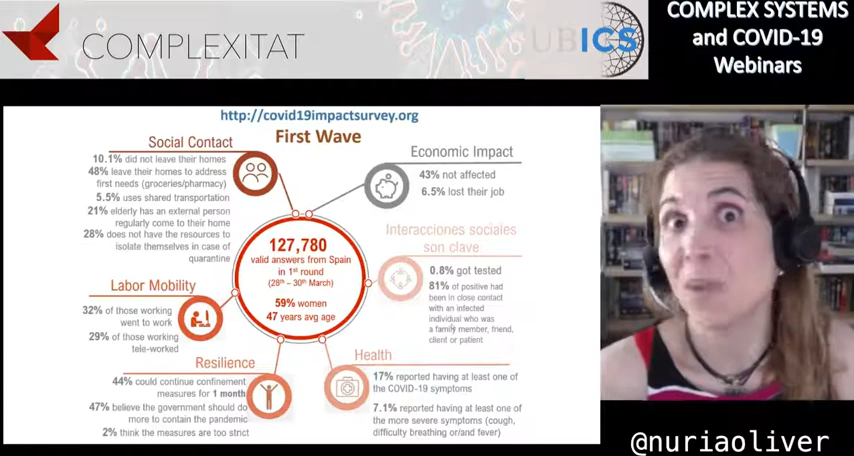 COMPLEXITAT
UBICS
COMPLEX SYSTEMS
and COVID-19
Webinars
http://covid19impactsurvey.org
First Wave
Social Contact
10.1% did not leave their homes
48% leave their homes to address
first needs (groceries/pharmacy)
5.5% uses shared transportation
21% elderly has an external person
regularly come to their home
28% does not have the resources to
isolate themselves in case of
quarantine
Economic Impact
43% not affected
6.5% lost their job
127,780
valid answers from Spain
in 1st round
(28th – 30th March)
59% women
47 years avg age
Interacciones sociales
son clave
0.8% got tested
81% of positive had
been in close contact
with an infected
individual who was
a family member, friend,
client or patient
Labor Mobility
32% of those working
went to work
29% of those working
tele-worked
Resilience
44% could continue confinement
measures for 1 month
47% believe the government should do
more to contain the pandemic
2% think the measures are too strict
Health
17% reported having at least one of
the COVID-19 symptoms
7.1% reported having at least one of
the more severe symptoms (cough,
difficulty breathing or/and fever)
@nuriaoliver